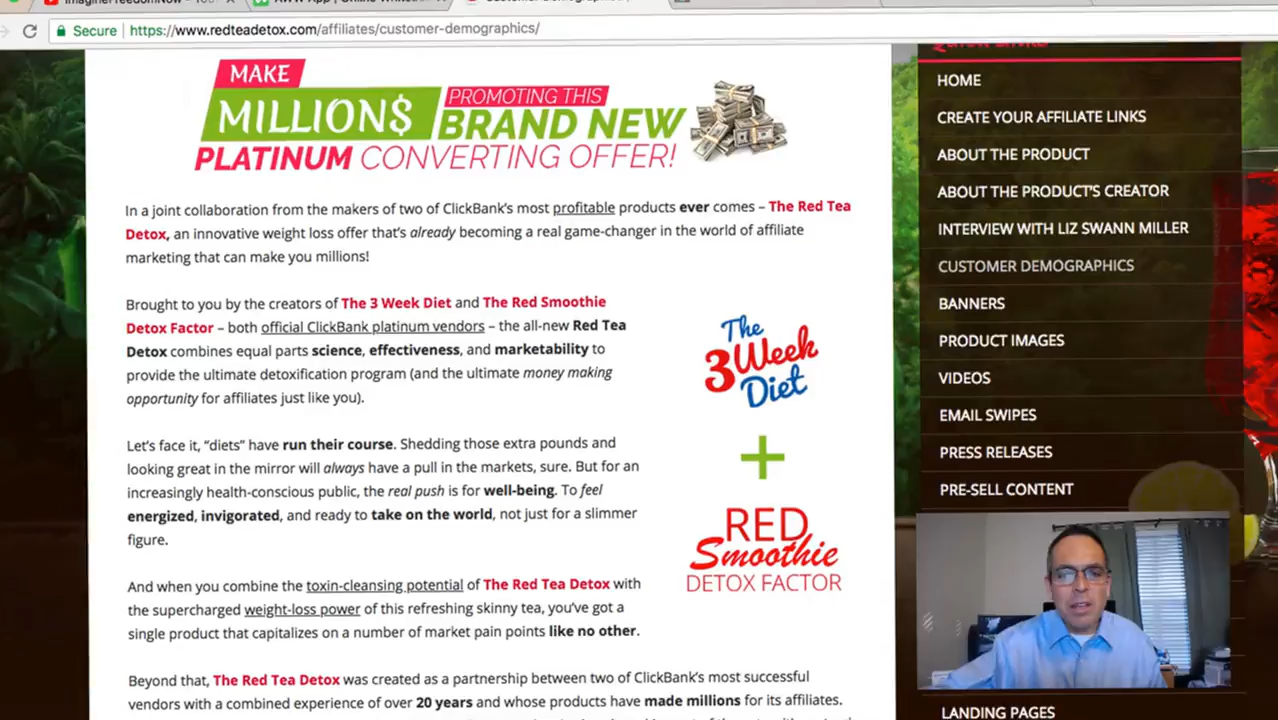 Secure
https://www.redteadetox.com/affiliates/customer-demographics/
MAKE
MILLION$ PROMOTING THIS
BRAND NEW
PLATINUM CONVERTING OFFER!
In a joint collaboration from the makers of two of ClickBank's most profitable products ever comes – The Red Tea
Detox, an innovative weight loss offer that's already becoming a real game-changer in the world of affiliate
marketing that can make you millions!
Brought to you by the creators of The 3 Week Diet and The Red Smoothie
Detox Factor – both official ClickBank platinum vendors – the all-new Red Tea
Detox combines equal parts science, effectiveness, and marketability to
provide the ultimate detoxification program (and the ultimate money making
opportunity for affiliates just like you).
Let's face it, "diets" have run their course. Shedding those extra pounds and
looking great in the mirror will always have a pull in the markets, sure. But for an
increasingly health-conscious public, the real push is for well-being. To feel
energized, invigorated, and ready to take on the world, not just for a slimmer
figure.
And when you combine the toxin-cleansing potential of The Red Tea Detox with
the supercharged weight-loss power of this refreshing skinny tea, you've got a
single product that capitalizes on a number of market pain points like no other.
Beyond that, The Red Tea Detox was created as a partnership between two of ClickBank's most successful
vendors with a combined experience of over 20 years and whose products have made millions for its affiliates.
The
3 Week
Diet
+
RED
Smoothie
DETOX FACTOR
QUICK LINKS
HOME
CREATE YOUR AFFILIATE LINKS
ABOUT THE PRODUCT
ABOUT THE PRODUCT'S CREATOR
INTERVIEW WITH LIZ SWANN MILLER
CUSTOMER DEMOGRAPHICS
BANNERS
PRODUCT IMAGES
VIDEOS
EMAIL SWIPES
PRESS RELEASES
PRE-SELL CONTENT
LANDING PAGES